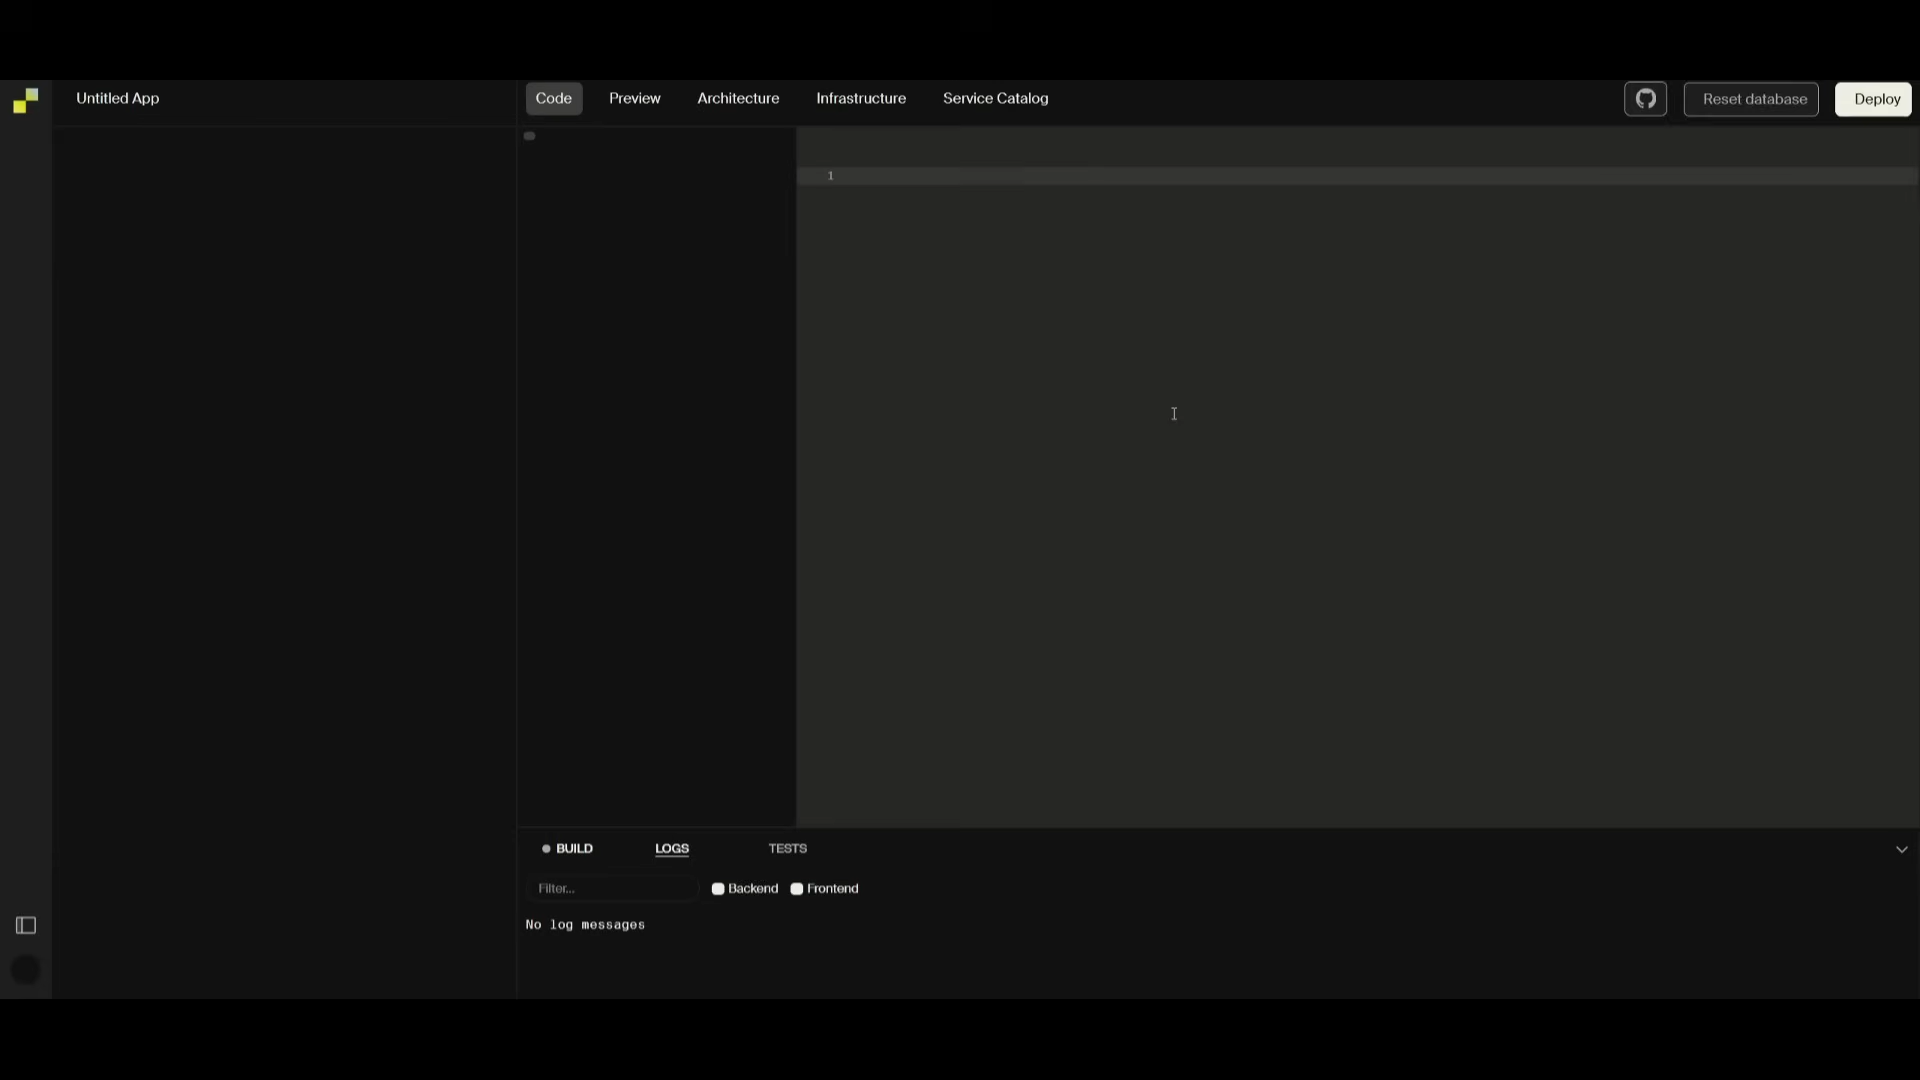 Untitled App
Code Preview Architecture Infrastructure Service Catalog Reset database Deploy
1
BUILD LOGS TESTS
Filter... Backend Frontend
No log messages